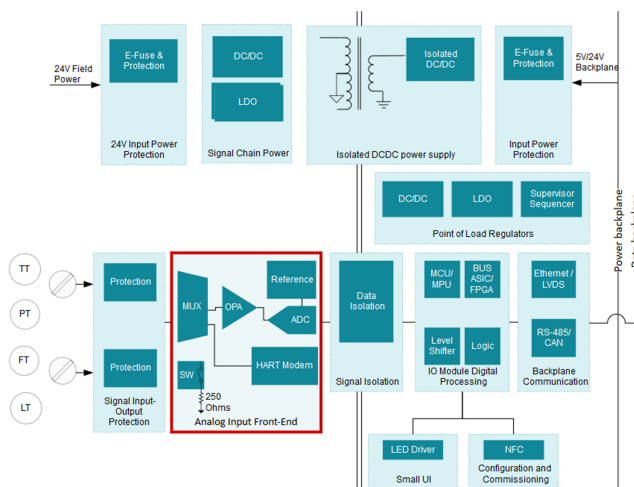 24V Field
Power
E-Fuse &
Protection
24V Input Power
Protection
DC/DC
LDO
Signal Chain Power
Isolated
DC/DC
Isolated DCDC power supply
E-Fuse &
Protection
Input Power
Protection
5V/24V
Backplane
DC/DC
LDO
Supervisor
Sequencer
Point of Load Regulators
Power backplane
TT
PT
FT
LT
Protection
Protection
Signal Input-
Output
Protection
MUX
OPA
Reference
ADC
HART Modem
SW
250
Ohms
Analog Input Front-End
Data
Isolation
Signal Isolation
MCU/
MPU
BUS
ASIC/
FPGA
Level
Shifter
Logic
IO Module Digital
Processing
Ethernet /
LVDS
RS-485/
CAN
Backplane
Communication
LED Driver
Small UI
NFC
Configuration and
Commissioning